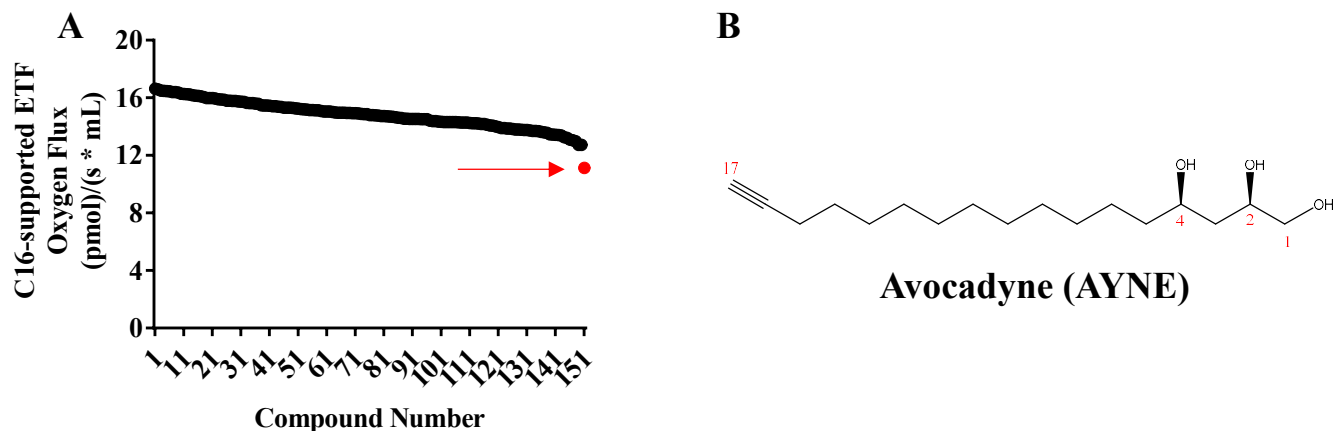 A
C16-supported ETF
Oxygen Flux
(pmol)/(s * mL)
20
16
12
8
4
0
1
11
21
31
41
51
61
71
81
91
101
111
121
131
141
151
Compound Number
B
17
OH
OH
OH
4
2
1
Avocadyne (AYNE)